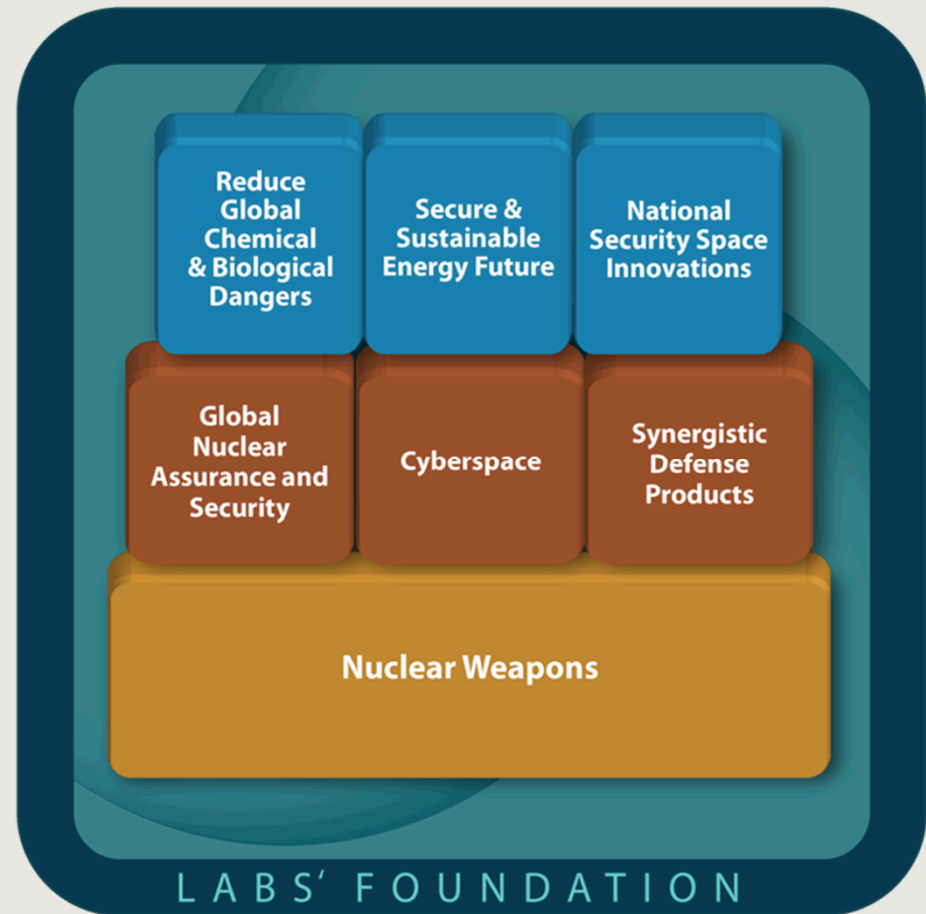 Reduce
Global
Chemical
& Biological
Dangers
Secure &
Sustainable
Energy Future
National
Security Space
Innovations
Global
Nuclear
Assurance and
Security
Cyberspace
Synergistic
Defense
Products
Nuclear Weapons
LABS‘ FOUNDATION